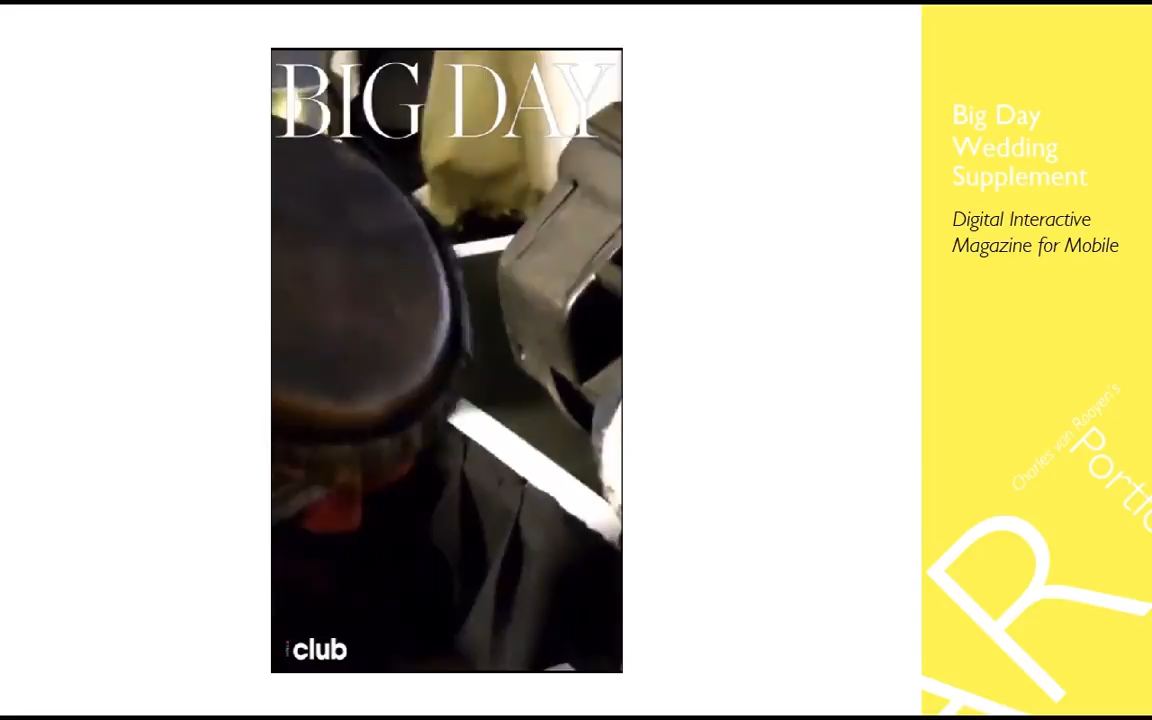 BIG DAY
club
Big Day
Wedding
Supplement
Digital Interactive
Magazine for Mobile
Charles van Rooyen's
Portfo
R